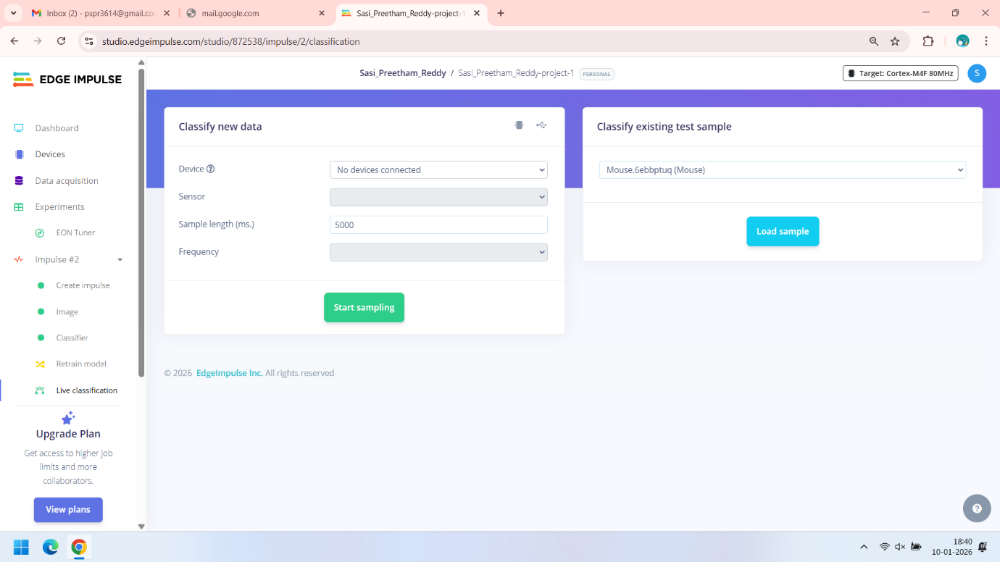 Inbox (2) - pspr3614@gmail.co
mail.google.com
Sasi_Preetham_Reddy-project-1
studio.edgeimpulse.com/studio/872538/impulse/2/classification
EDGE IMPULSE
Sasi_Preetham_Reddy / Sasi_Preetham_Reddy-project-1 PERSONAL
Target: Cortex-M4F 80MHz
S
Dashboard
Devices
Data acquisition
Experiments
EON Tuner
Impulse #2
Create impulse
Image
Classifier
Retrain model
Live classification
Upgrade Plan
Get access to higher job
limits and more
collaborators.
View plans
Classify new data
Device ?
No devices connected
Sensor
Sample length (ms.)
5000
Frequency
Start sampling
Classify existing test sample
Mouse.6ebbptuq (Mouse)
Load sample
© 2026 EdgeImpulse Inc. All rights reserved
?
18:40
10-01-2026